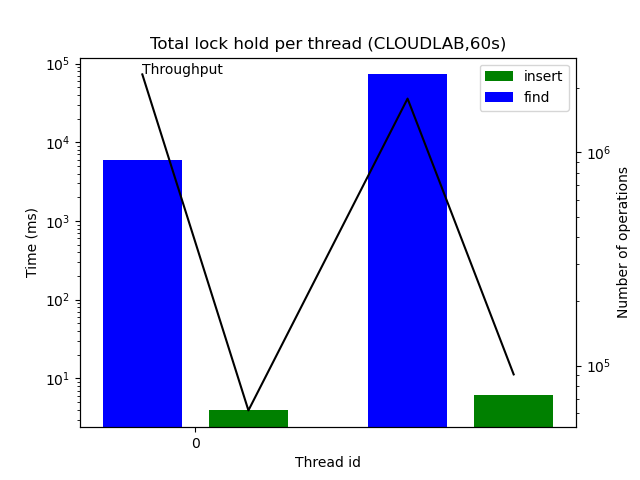 Total lock hold per thread (CLOUDLAB,60s)
Throughput
insert
find
10^5
10^4
10^3
10^2
10^1
Time (ms)
10^6
10^5
Number of operations
0
Thread id